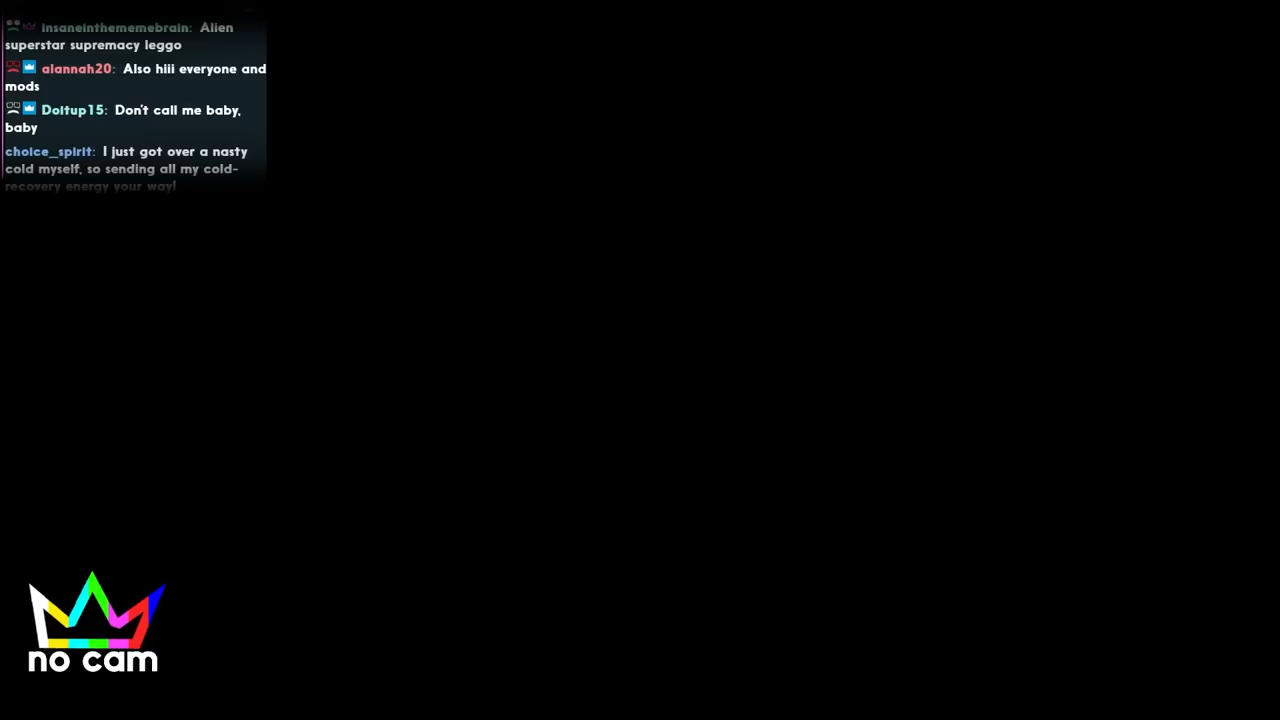 insaneinthememebrain: Alien
superstar supremacy leggo
alannah20: Also hiii everyone and
mods
Doltup15: Don't call me baby,
baby
choice_spirit: I just got over a nasty
cold myself, so sending all my cold-
recovery energy your way!
no cam